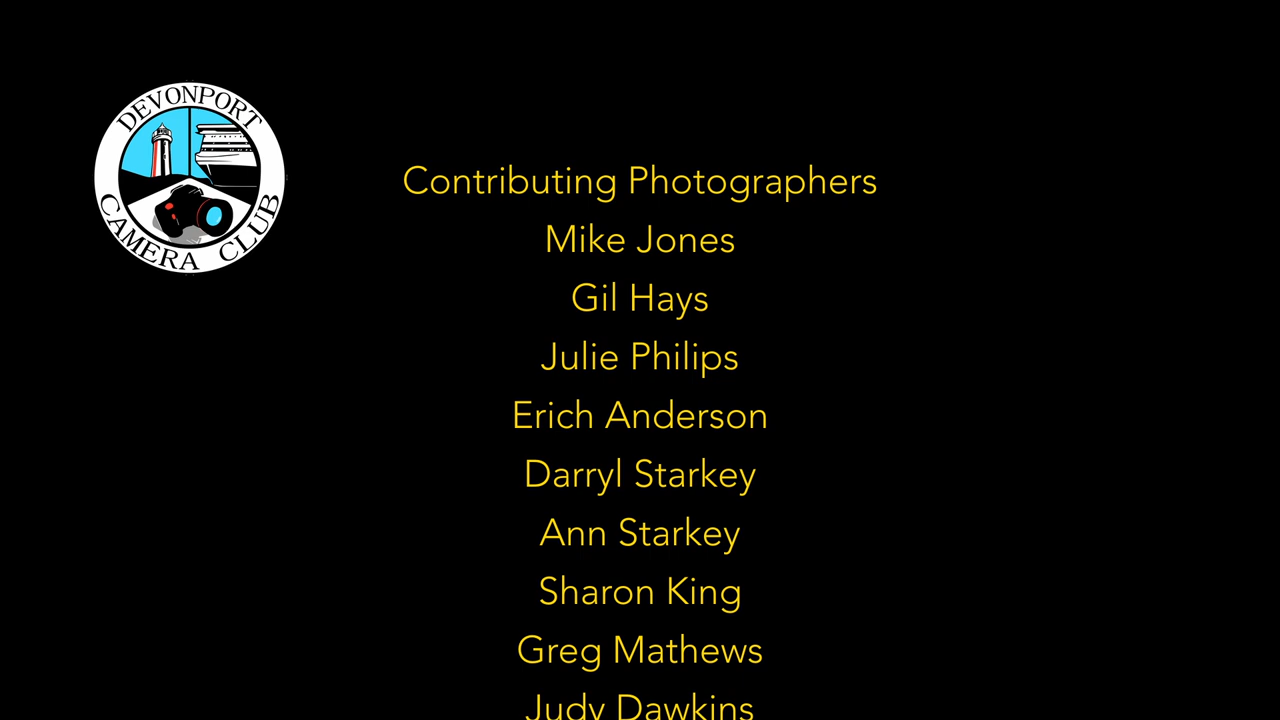 DEVONPORT
CAMERA CLUB
Contributing Photographers
Mike Jones
Gil Hays
Julie Philips
Erich Anderson
Darryl Starkey
Ann Starkey
Sharon King
Greg Mathews
Judy Dawkins